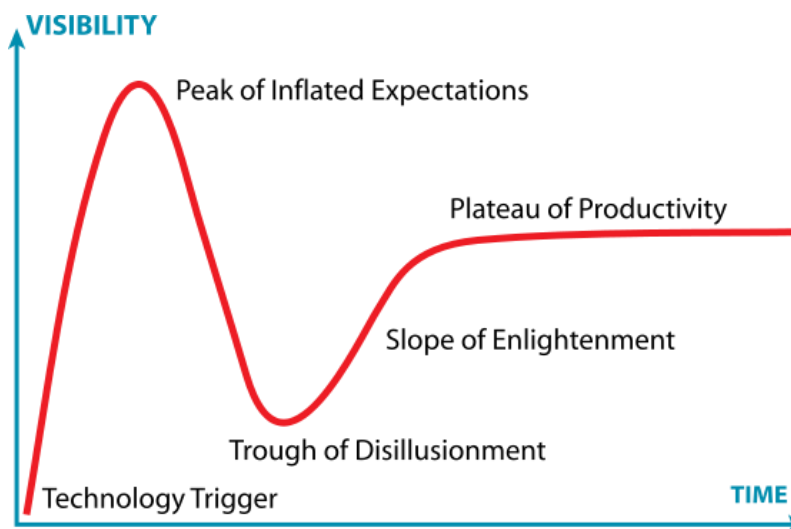 VISIBILITY
Peak of Inflated Expectations
Plateau of Productivity
Slope of Enlightenment
Trough of Disillusionment
Technology Trigger
TIME